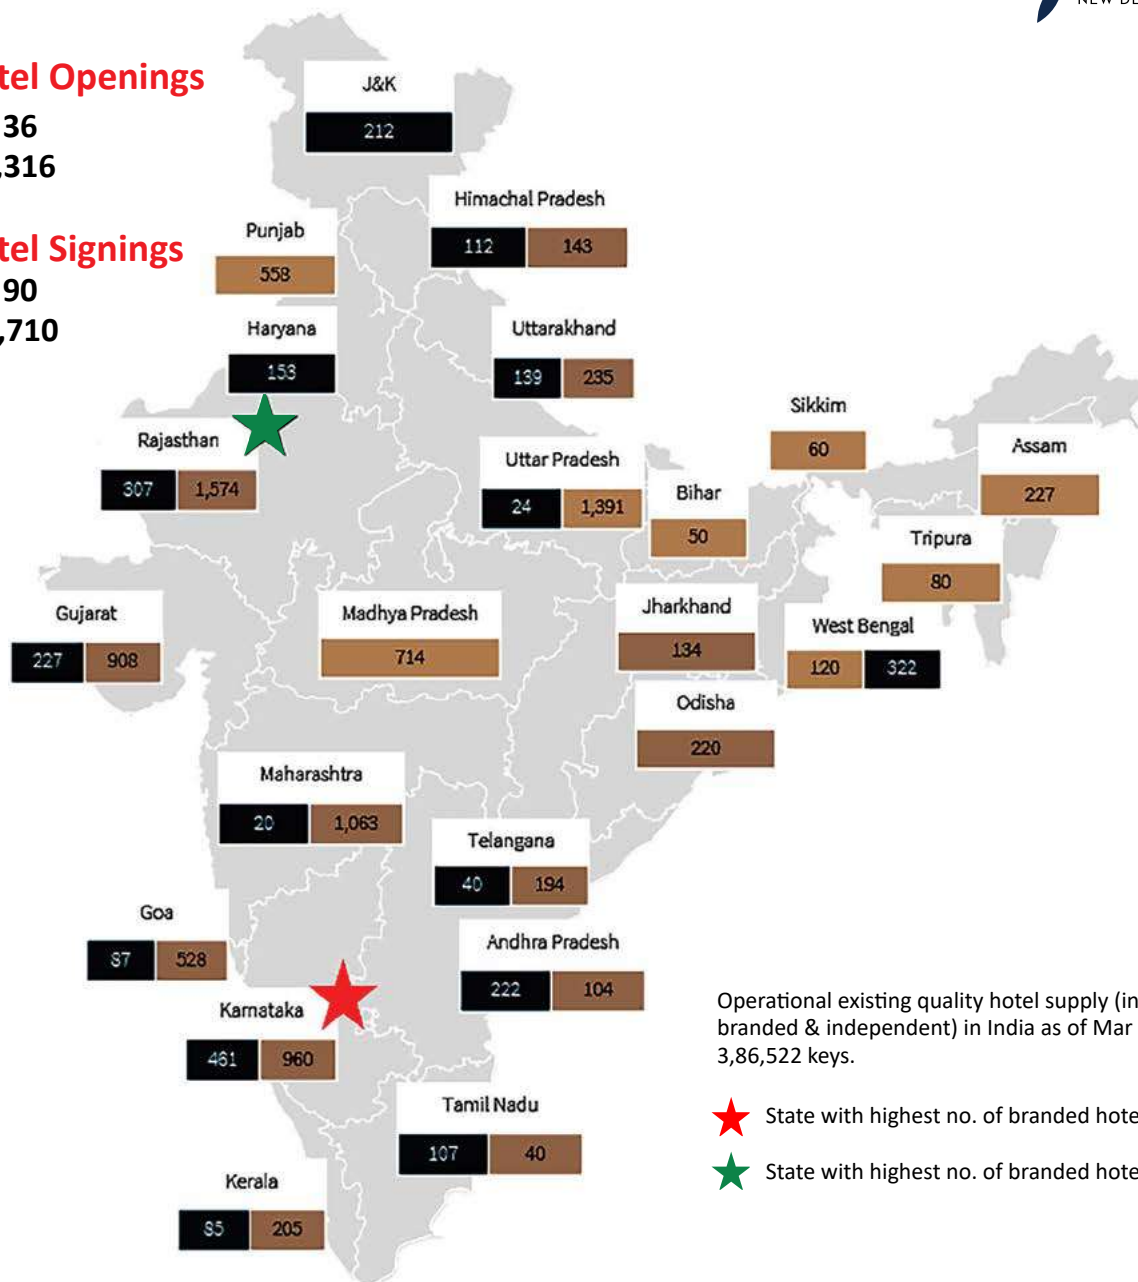 NEW DE
tel Openings
36
,316
tel Signings
90
,710
J&K
212
Himachal Pradesh
112 143
Punjab
558
Haryana
153
Uttarakhand
139 235
Sikkim
60
Assam
227
Rajasthan
307 1,574
Uttar Pradesh
24 1,391
Bihar
50
Tripura
80
Gujarat
227 908
Madhya Pradesh
714
Jharkhand
134
West Bengal
120 322
Odisha
220
Maharashtra
20 1,063
Telangana
40 194
Goa
87 528
Andhra Pradesh
222 104
Karnataka
461 960
Tamil Nadu
107 40
Kerala
85 205
Operational existing quality hotel supply (in
branded & independent) in India as of Mar
3,86,522 keys.
State with highest no. of branded hote
State with highest no. of branded hote